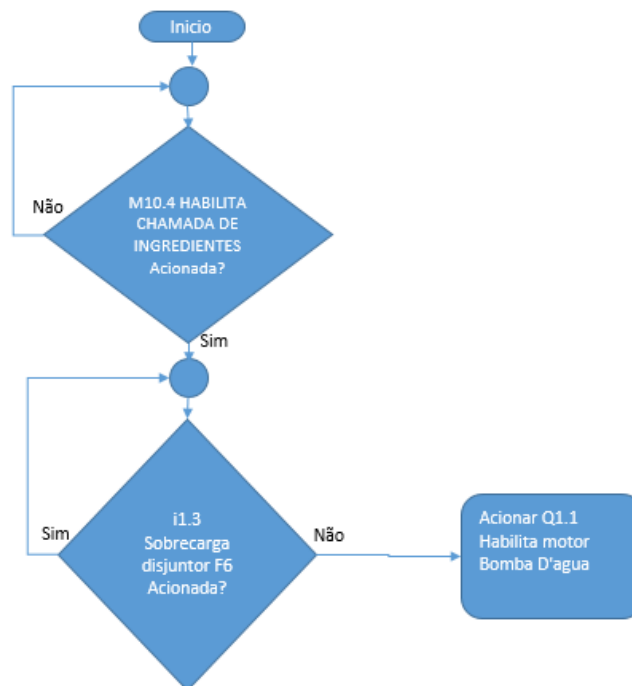 Inicio
Não
M10.4 HABILITA
CHAMADA DE
INGREDIENTES
Acionada?
Sim
Sim
i1.3
Sobrecarga
disjuntor F6
Acionada?
Não
Acionar Q1.1
Habilita motor
Bomba D'agua